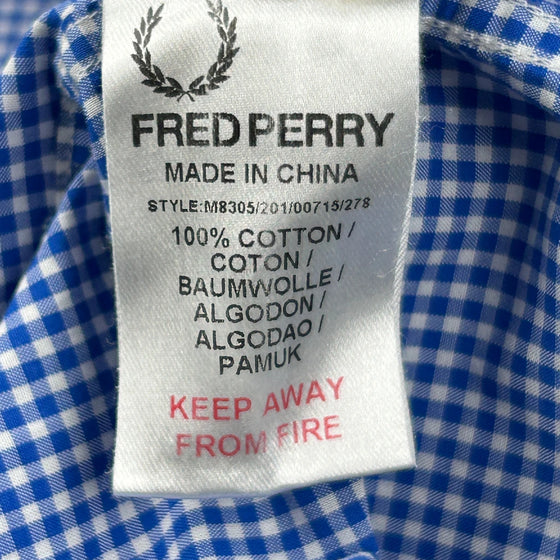 FRED PERRY
MADE IN CHINA
STYLE:M8305/201/00715/278
100% COTTON /
COTON /
BAUMWOLLE /
ALGODON /
ALGODAO /
PAMUK
KEEP AWAY
FROM FIRE